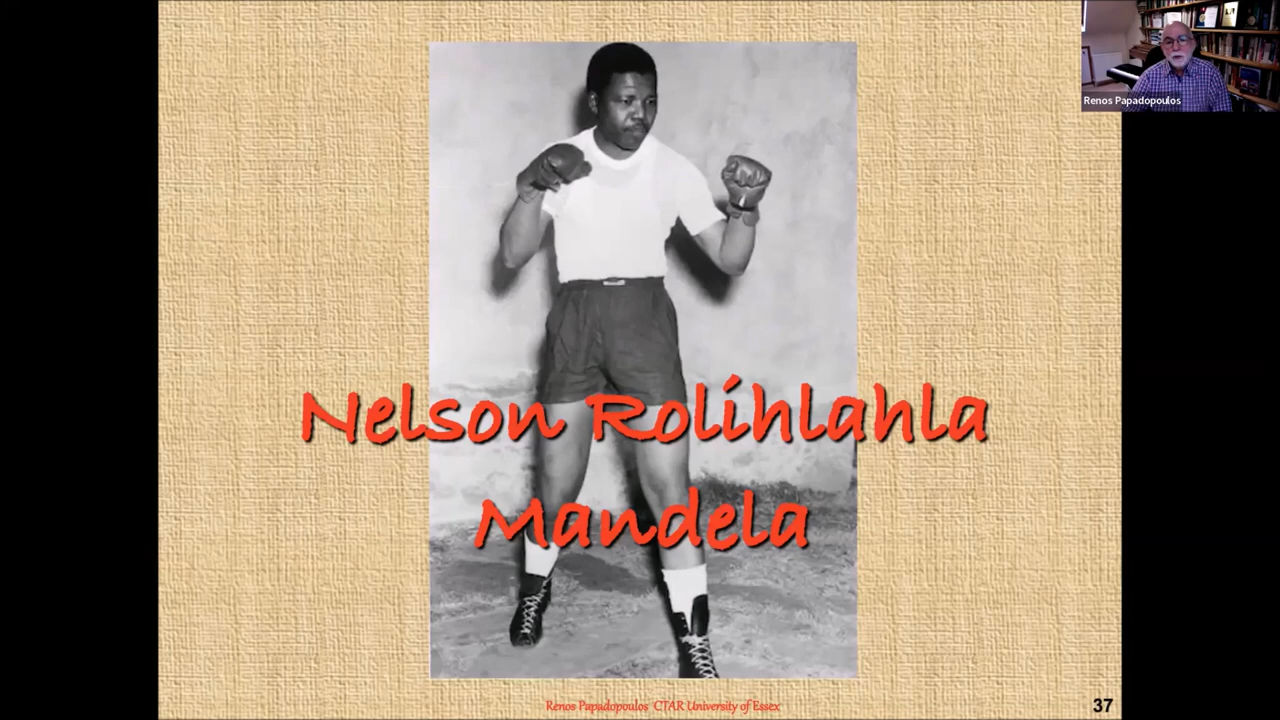 Renos Papadopoulos
Nelson Rolihlahla
Mandela
Renos Papadopoulos CTAR University of Essex
37